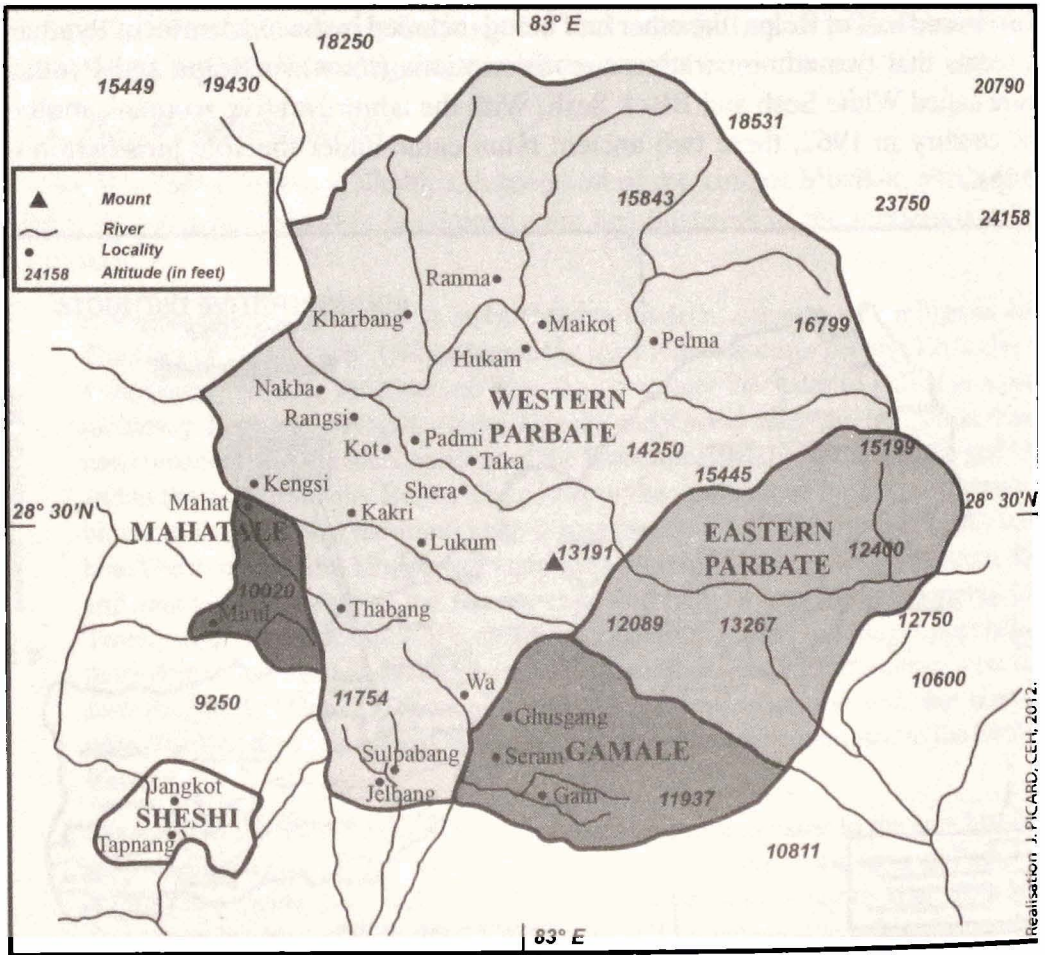 83° E
18250
15449
19430
20790
18531
Mount
River
Locality
24158 Altitude (in feet)
15843
23750
24158
Ranma
Kharbang
Maikot
16799
Hukam
Pelma
Nakha
WESTERN
PARBATE
Rangsi
Padmi
Kot
Taka
14250
15199
15445
Kengsi
Shera
Mahat
28° 30'N
Kakri
28° 30'N
MAHATALE
Lukum
EASTERN
PARBATE
13191
12400
10020
Mirul
Thabang
12089
13267
12750
Wa
10600
9250
11754
Ghusgang
Sulpabang
Seram
GAMALE
Jangkot
Jelbang
Gam
11937
SHESHI
Tapnang
10811
83° E
Realisation J. PICARD, CEH, 2012.